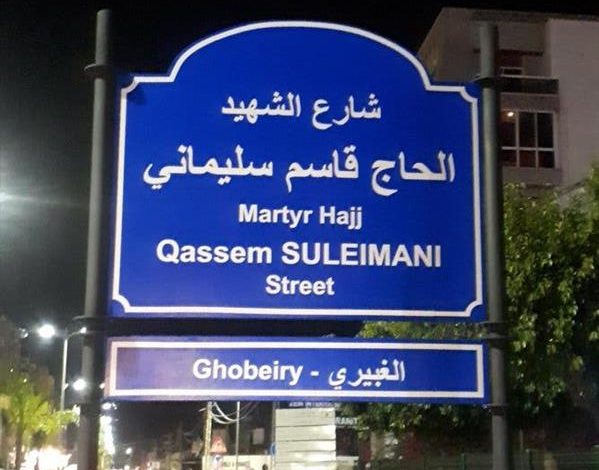 شارع الشهيد
الحاج قاسم سليماني
Martyr Hajj
Qassem SULEIMANI
Street
Ghobeiry - الغبيري